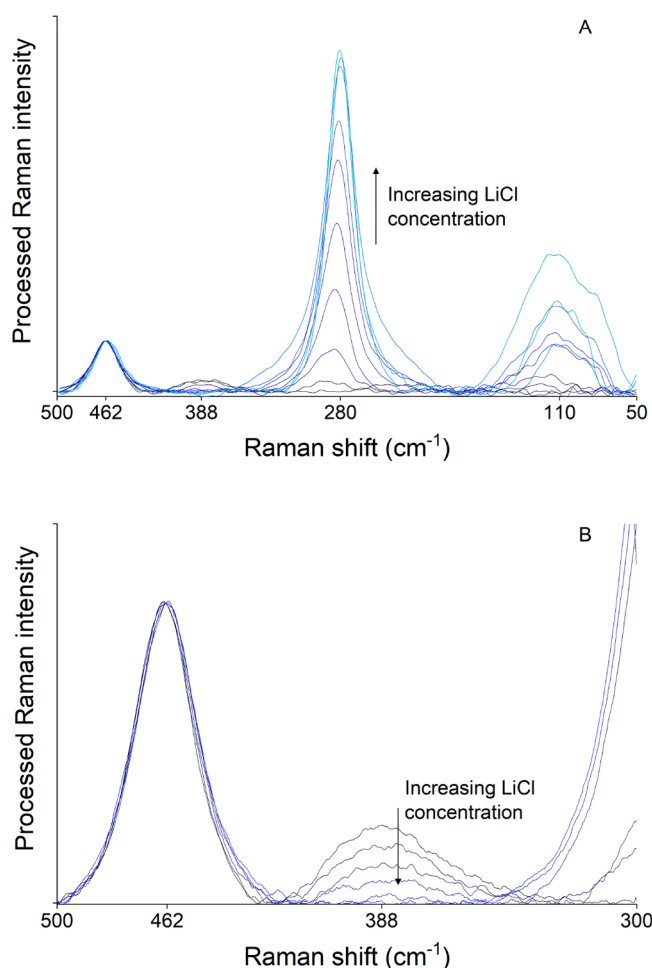 A
Processed Raman intensity
Increasing LiCl
concentration
500 462 388 280 110 50
Raman shift (cm⁻¹)
B
Processed Raman intensity
Increasing LiCl
concentration
500 462 388 300
Raman shift (cm⁻¹)